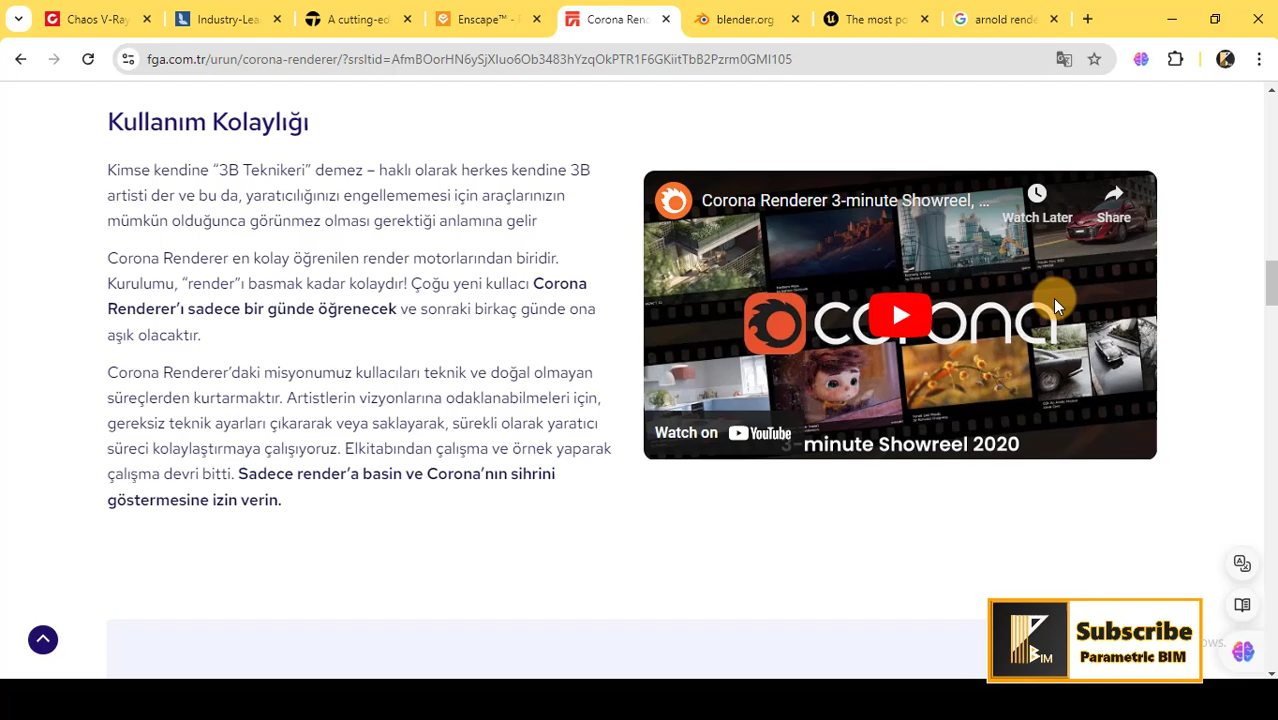 Chaos V-Ray
Industry-Lea
A cutting-ed
Enscape™ -
Corona Ren
blender.org
The most po
arnold rende
fga.com.tr/urun/corona-renderer/?srsltid=AfmBOorHN6ySjXIuo6Ob3483hYzqOkPTR1F6GKiitTbB2Pzrm0GMI105
Kullanım Kolaylığı
Kimse kendine “3B Teknikeri” demez – haklı olarak herkes kendine 3B
artisti der ve bu da, yaratıcılığınızı engellememesi için araçlarınızın
mümkün olduğunca görünmez olması gerektiği anlamına gelir
Corona Renderer en kolay öğrenilen render motorlarından biridir.
Kurulumu, “render”ı basmak kadar kolaydır! Çoğu yeni kullacı Corona
Renderer’ı sadece bir günde öğrenecek ve sonraki birkaç günde ona
aşık olacaktır.
Corona Renderer’daki misyonumuz kullacıları teknik ve doğal olmayan
süreçlerden kurtarmaktır. Artistlerin vizyonlarına odaklanabilmeleri için,
gereksiz teknik ayarları çıkararak veya saklayarak, sürekli olarak yaratıcı
süreci kolaylaştırmaya çalışıyoruz. Elkitabından çalışma ve örnek yaparak
çalışma devri bitti. Sadece render’a basin ve Corona’nın sihrini
göstermesine izin verin.
Corona Renderer 3-minute Showreel, ...
Watch Later
Share
corona
Watch on YouTube
3-minute Showreel 2020
Subscribe
Parametric BIM
BIM
ows.